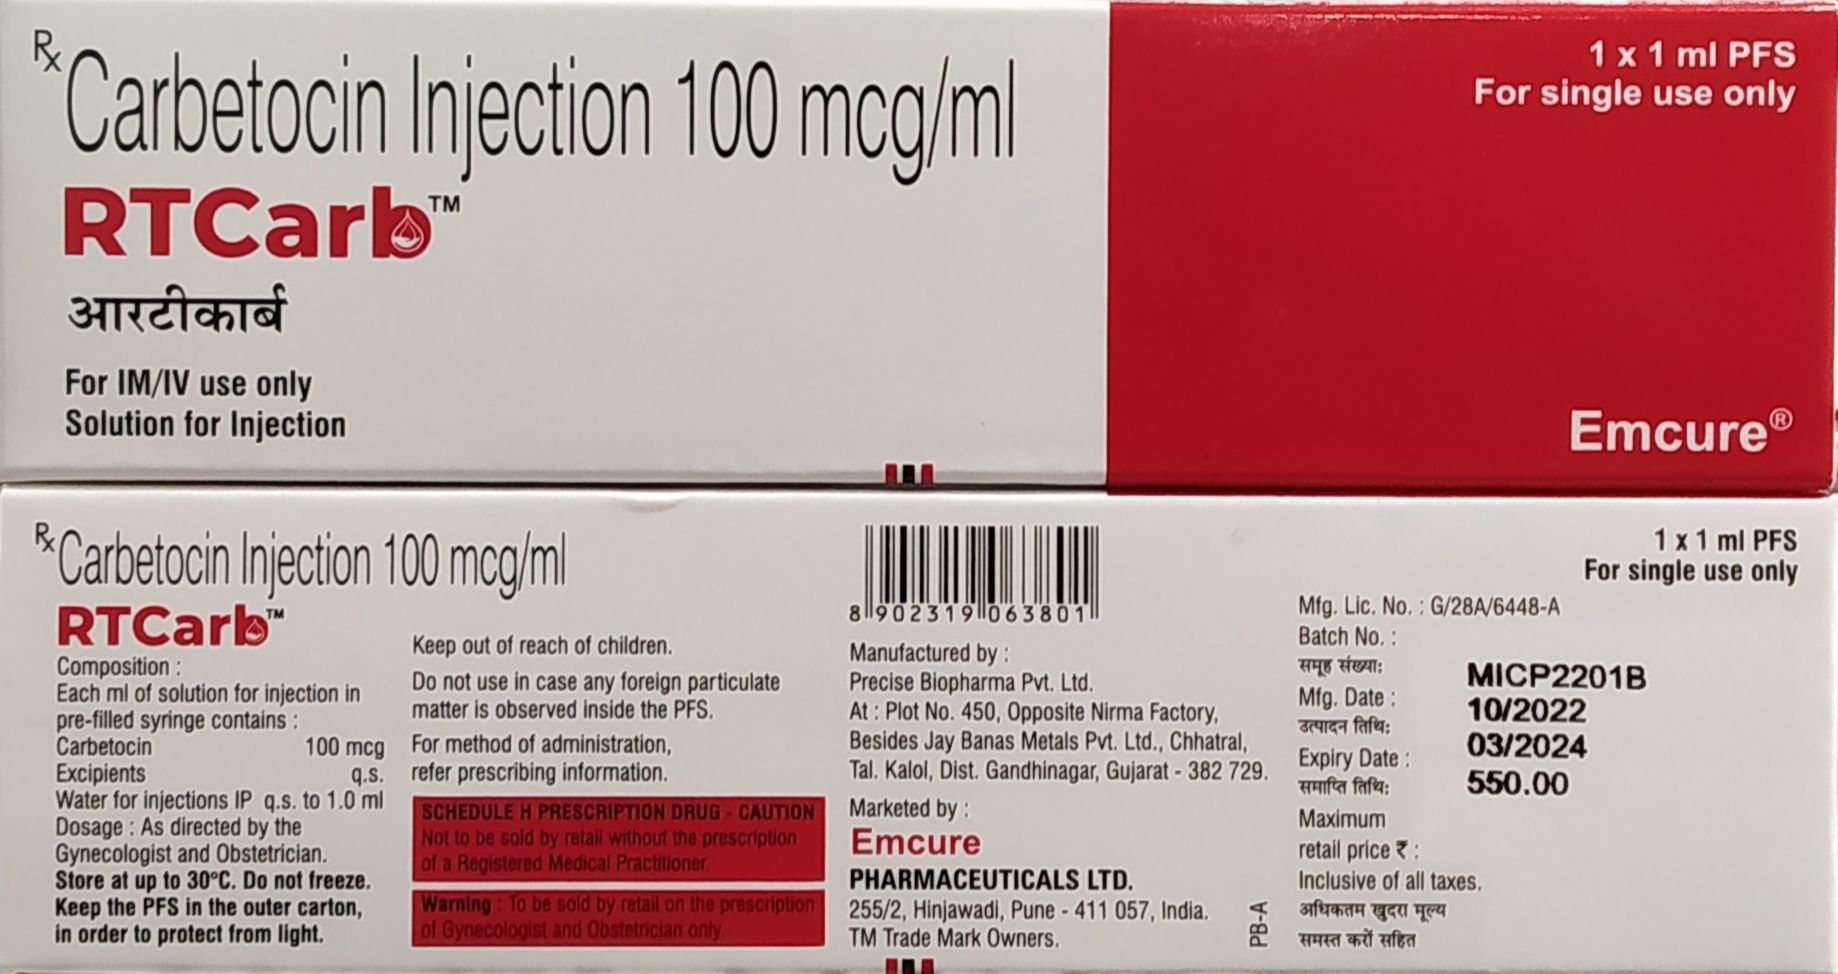 Rx Carbetocin Injection 100 mcg/ml
RTCarb™
आरटीकार्ब
For IM/IV use only
Solution for Injection
1 x 1 ml PFS
For single use only
Emcure®
Rx Carbetocin Injection 100 mcg/ml
RTCarb™
Composition :
Each ml of solution for injection in
pre-filled syringe contains :
Carbetocin 100 mcg
Excipients q.s.
Water for injections IP q.s. to 1.0 ml
Dosage : As directed by the
Gynecologist and Obstetrician.
Store at up to 30°C. Do not freeze.
Keep the PFS in the outer carton,
in order to protect from light.
Keep out of reach of children.
Do not use in case any foreign particulate
matter is observed inside the PFS.
For method of administration,
refer prescribing information.
SCHEDULE H PRESCRIPTION DRUG - CAUTION
Not to be sold by retail without the prescription
of a Registered Medical Practitioner.
Warning : To be sold by retail on the prescription
of Gynecologist and Obstetrician only.
8 902319 063801
Manufactured by :
Precise Biopharma Pvt. Ltd.
At : Plot No. 450, Opposite Nirma Factory,
Besides Jay Banas Metals Pvt. Ltd., Chhatral,
Tal. Kalol, Dist. Gandhinagar, Gujarat - 382 729.
Marketed by :
Emcure
PHARMACEUTICALS LTD.
255/2, Hinjawadi, Pune - 411 057, India.
TM Trade Mark Owners.
PB-A
1 x 1 ml PFS
For single use only
Mfg. Lic. No. : G/28A/6448-A
Batch No. :
समूह संख्या:
Mfg. Date :
उत्पादन तिथि:
Expiry Date :
समाप्ति तिथि:
Maximum
retail price ₹ :
Inclusive of all taxes.
अधिकतम खुदरा मूल्य
समस्त करों सहित
MICP2201B
10/2022
03/2024
550.00